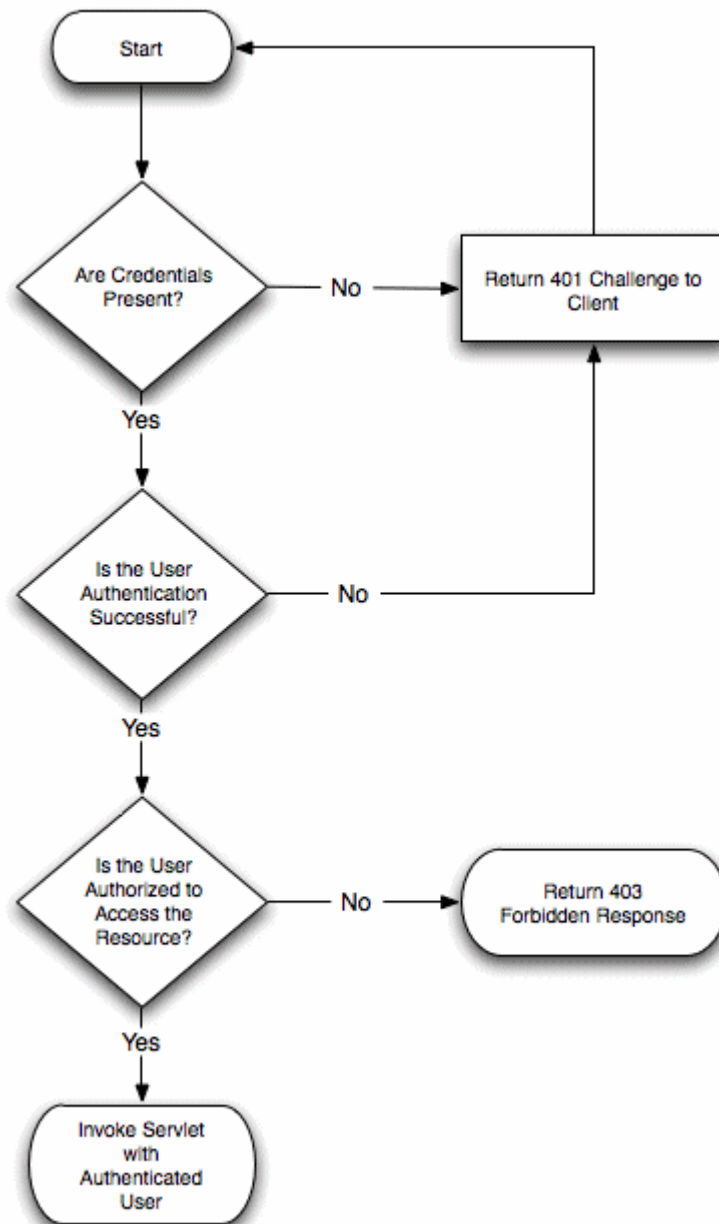 Start
Are Credentials
Present?
No
Return 401 Challenge to
Client
Yes
Is the User
Authentication
Successful?
No
Yes
Is the User
Authorized to
Access the
Resource?
No
Return 403
Forbidden Response
Yes
Invoke Servlet
with
Authenticated
User